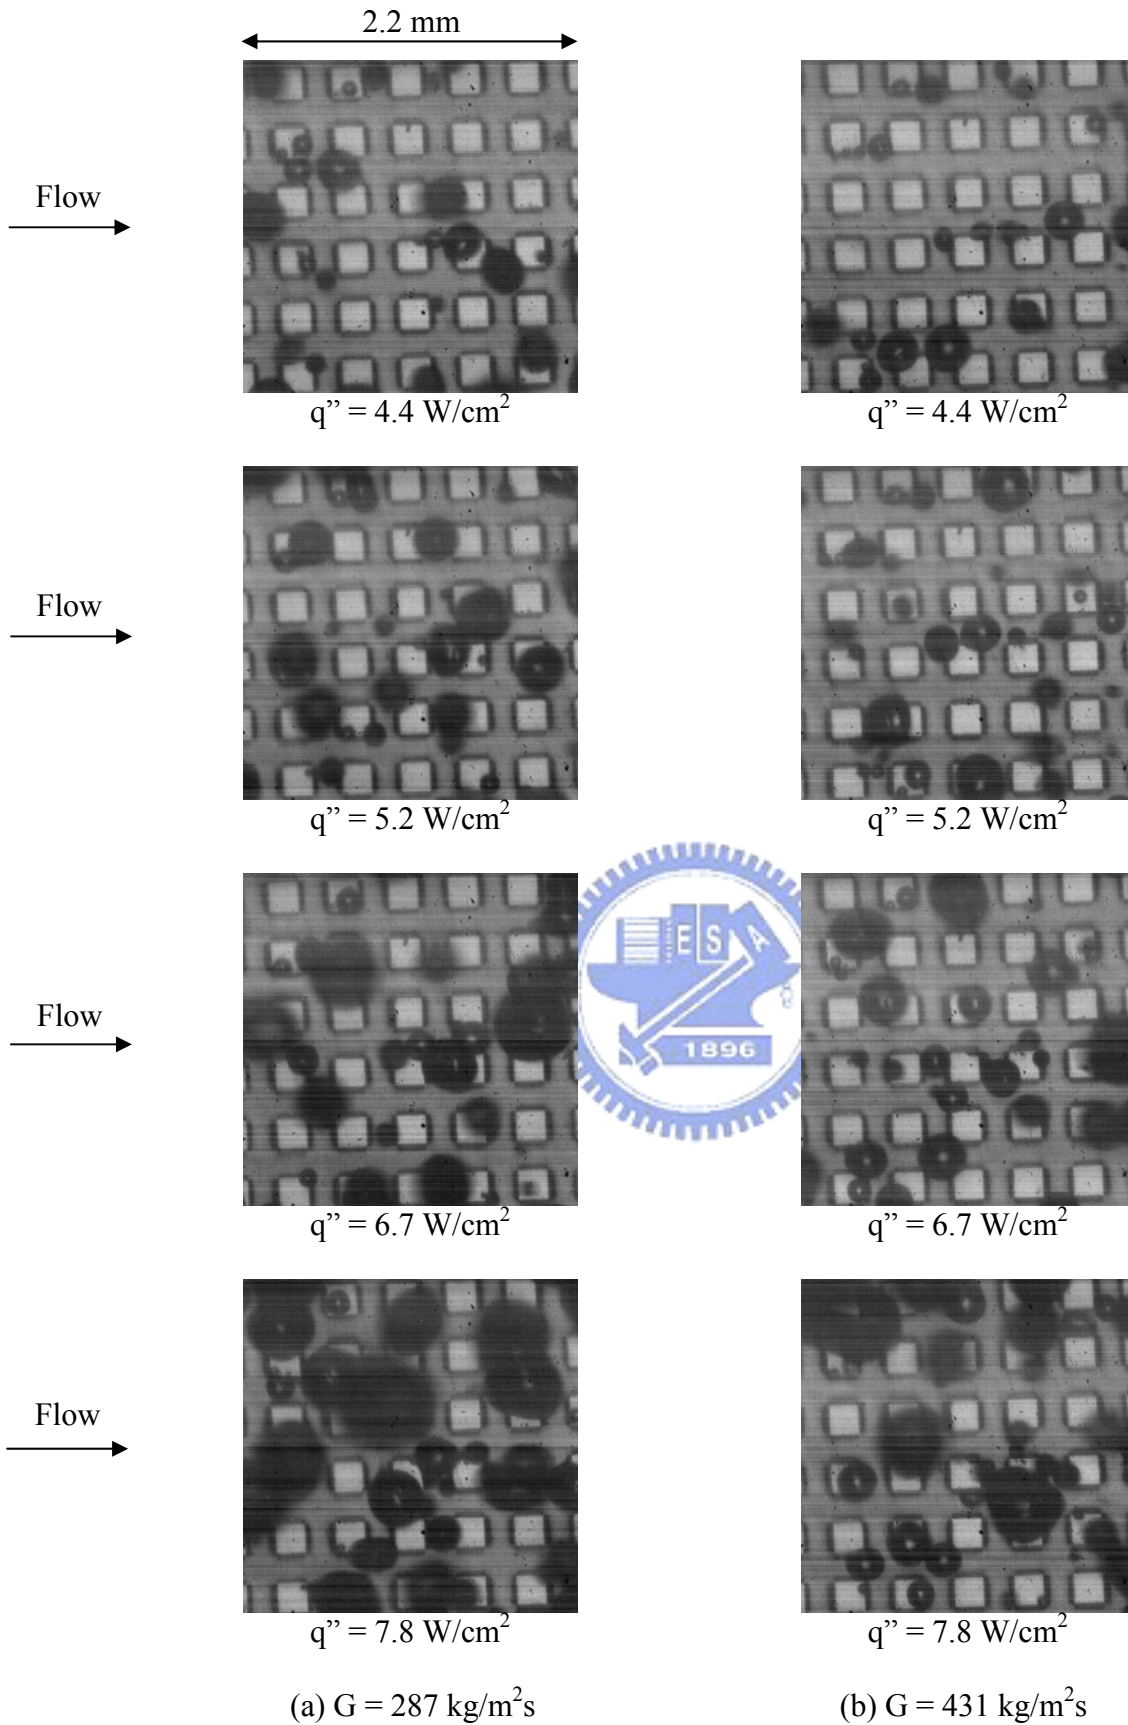 2.2 mm
Flow
q” = 4.4 W/cm²
q” = 4.4 W/cm²
Flow
q” = 5.2 W/cm²
q” = 5.2 W/cm²
E S A
1896
Flow
q” = 6.7 W/cm²
q” = 6.7 W/cm²
Flow
q” = 7.8 W/cm²
q” = 7.8 W/cm²
(a) G = 287 kg/m²s
(b) G = 431 kg/m²s